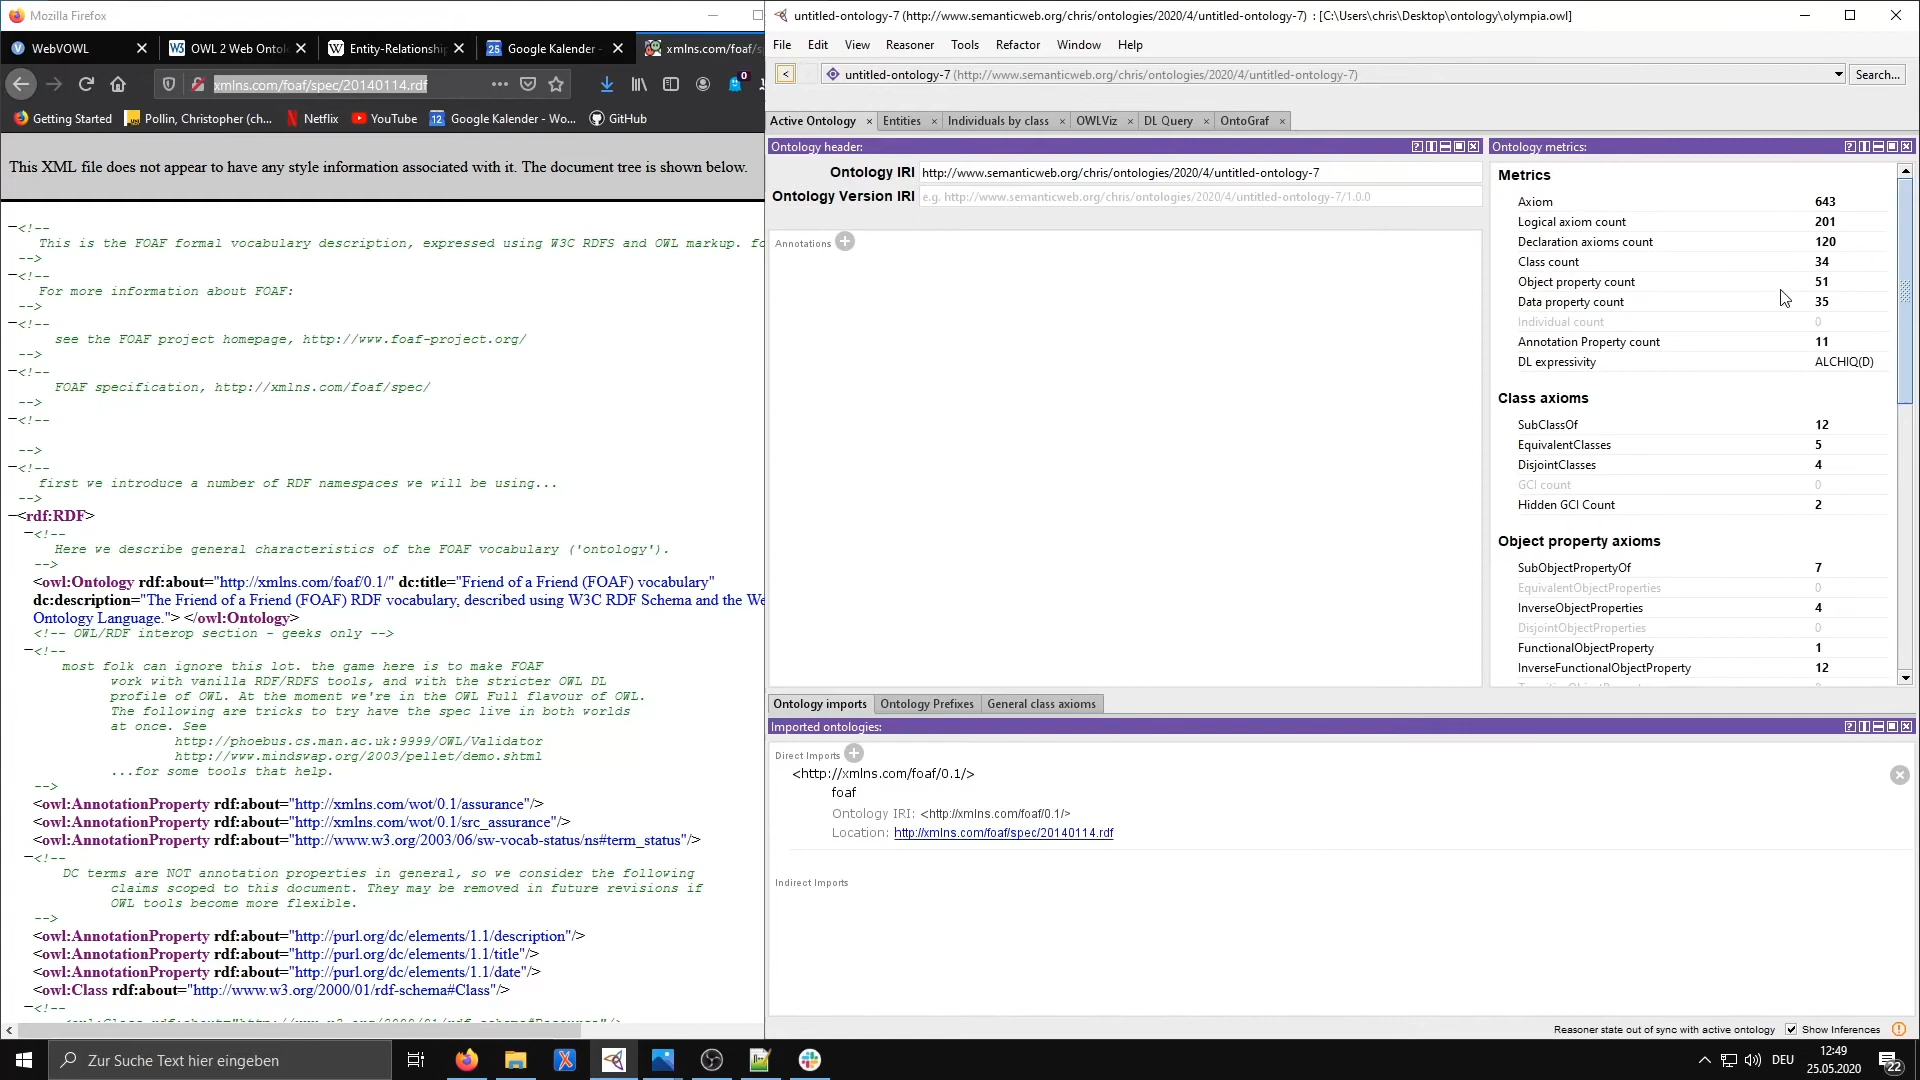 Mozilla Firefox
WebVOWL
OWL 2 Web Ontol
Entity-Relationship
Google Kalender -
xmlns.com/foaf/s
xmlns.com/foaf/spec/20140114.rdf
0
Getting Started
Pollin, Christopher (ch...
Netflix
YouTube
Google Kalender - Wo...
GitHub
This XML file does not appear to have any style information associated with it. The document tree is shown below.
−<!--
This is the FOAF formal vocabulary description, expressed using W3C RDFS and OWL markup. fo
-->
−<!--
For more information about FOAF:
-->
−<!--
see the FOAF project homepage, http://www.foaf-project.org/
-->
−<!--
FOAF specification, http://xmlns.com/foaf/spec/
-->
−<!--
-->
−<!--
first we introduce a number of RDF namespaces we will be using...
-->
−<rdf:RDF>
−<!--
Here we describe general characteristics of the FOAF vocabulary ('ontology').
-->
<owl:Ontology rdf:about="http://xmlns.com/foaf/0.1/" dc:title="Friend of a Friend (FOAF) vocabulary"
dc:description="The Friend of a Friend (FOAF) RDF vocabulary, described using W3C RDF Schema and the We
Ontology Language."> </owl:Ontology>
<!-- OWL/RDF interop section - geeks only -->
−<!--
most folk can ignore this lot. the game here is to make FOAF
work with vanilla RDF/RDFS tools, and with the stricter OWL DL
profile of OWL. At the moment we're in the OWL Full flavour of OWL.
The following are tricks to try have the spec live in both worlds
at once. See
http://phoebus.cs.man.ac.uk:9999/OWL/Validator
http://www.mindswap.org/2003/pellet/demo.shtml
...for some tools that help.
-->
<owl:AnnotationProperty rdf:about="http://xmlns.com/wot/0.1/assurance"/>
<owl:AnnotationProperty rdf:about="http://xmlns.com/wot/0.1/src_assurance"/>
<owl:AnnotationProperty rdf:about="http://www.w3.org/2003/06/sw-vocab-status/ns#term_status"/>
−<!--
DC terms are NOT annotation properties in general, so we consider the following
claims scoped to this document. They may be removed in future revisions if
OWL tools become more flexible.
-->
<owl:AnnotationProperty rdf:about="http://purl.org/dc/elements/1.1/description"/>
<owl:AnnotationProperty rdf:about="http://purl.org/dc/elements/1.1/title"/>
<owl:AnnotationProperty rdf:about="http://purl.org/dc/elements/1.1/date"/>
<owl:Class rdf:about="http://www.w3.org/2000/01/rdf-schema#Class"/>
−<!--
untitled-ontology-7 (http://www.semanticweb.org/chris/ontologies/2020/4/untitled-ontology-7) : [C:\Users\chris\Desktop\ontology\olympia.owl]
File Edit View Reasoner Tools Refactor Window Help
< untitled-ontology-7 (http://www.semanticweb.org/chris/ontologies/2020/4/untitled-ontology-7) Search...
Active Ontology × Entities × Individuals by class × OWLViz × DL Query × OntoGraf ×
Ontology header:
Ontology IRI http://www.semanticweb.org/chris/ontologies/2020/4/untitled-ontology-7
Ontology Version IRI e.g. http://www.semanticweb.org/chris/ontologies/2020/4/untitled-ontology-7/1.0.0
Annotations
Ontology metrics:
Metrics
Axiom 643
Logical axiom count 201
Declaration axioms count 120
Class count 34
Object property count 51
Data property count 35
Individual count 0
Annotation Property count 11
DL expressivity ALCHIQ(D)
Class axioms
SubClassOf 12
EquivalentClasses 5
DisjointClasses 4
GCI count 0
Hidden GCI Count 2
Object property axioms
SubObjectPropertyOf 7
EquivalentObjectProperties 0
InverseObjectProperties 4
DisjointObjectProperties 0
FunctionalObjectProperty 1
InverseFunctionalObjectProperty 12
Ontology imports Ontology Prefixes General class axioms
Imported ontologies:
Direct Imports
<http://xmlns.com/foaf/0.1/>
foaf
Ontology IRI: <http://xmlns.com/foaf/0.1/>
Location: http://xmlns.com/foaf/spec/20140114.rdf
Indirect Imports
Reasoner state out of sync with active ontology Show Inferences
Zur Suche Text hier eingeben
DEU
12:49
25.05.2020
22